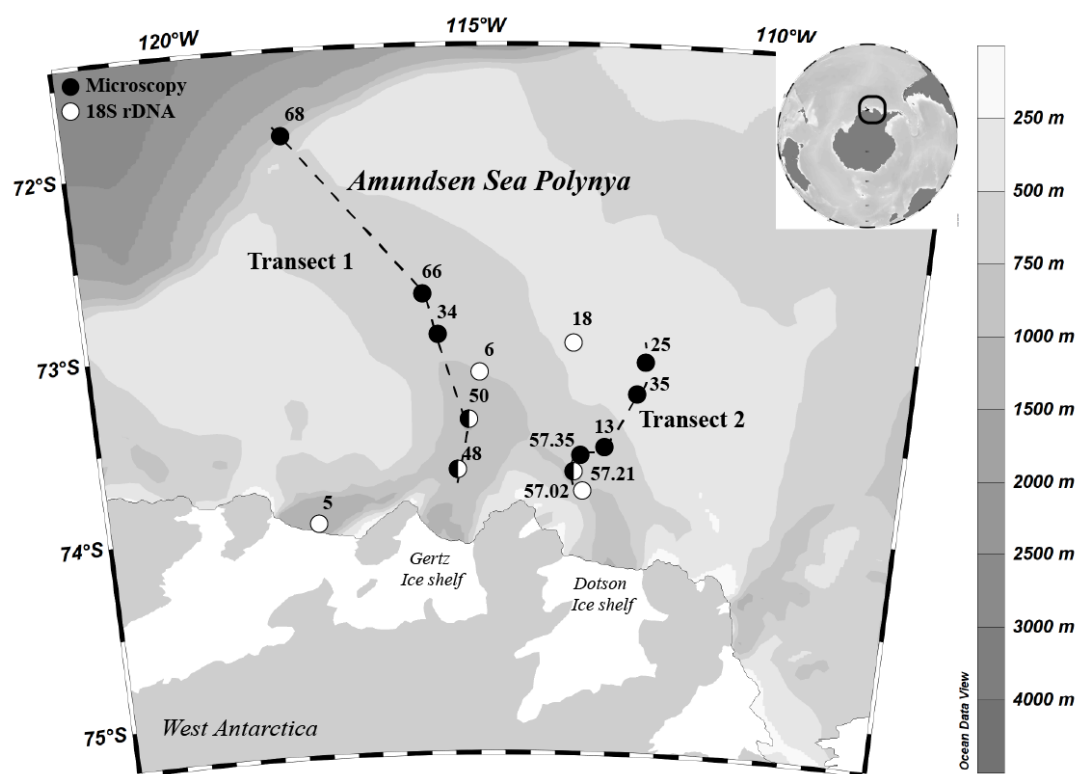 120°W
115°W
110°W
Microscopy
18S rDNA
68
72°S
Amundsen Sea Polynya
Transect 1
66
34
18
6
25
73°S
35
50
Transect 2
13
57.35
48
57.21
57.02
5
74°S
Gertz
Ice shelf
Dotson
Ice shelf
West Antarctica
75°S
250 m
500 m
750 m
1000 m
1500 m
2000 m
2500 m
3000 m
4000 m
Ocean Data View